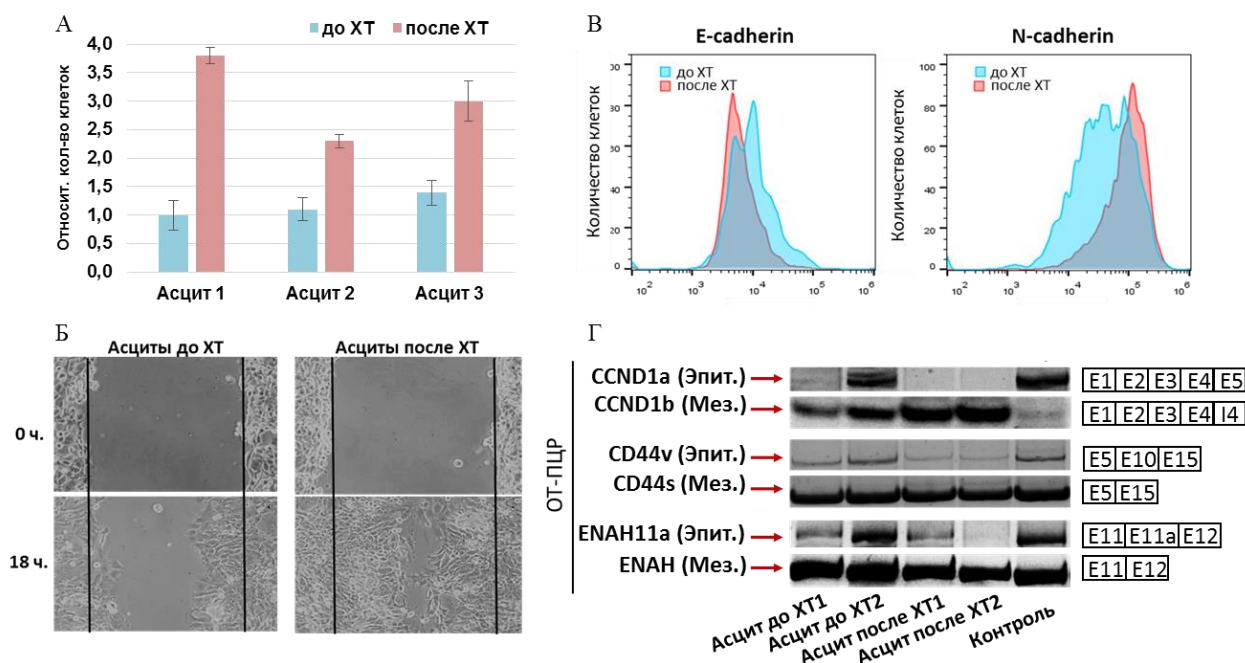 А
до ХТ после ХТ
4,0
3,5
3,0
2,5
2,0
1,5
1,0
0,5
0,0
Относит. кол-во клеток
Асцит 1 Асцит 2 Асцит 3
В
E-cadherin
до ХТ
после ХТ
Количество клеток
100
80
60
40
20
0
10² 10³ 10⁴ 10⁵ 10⁶
N-cadherin
до ХТ
после ХТ
Количество клеток
100
80
60
40
20
0
10² 10³ 10⁴ 10⁵ 10⁶
Б
Асциты до ХТ Асциты после ХТ
0 ч.
18 ч.
Г
ОТ-ПЦР
CCND1a (Эпит.) E1 E2 E3 E4 E5
CCND1b (Мез.) E1 E2 E3 E4 I4
CD44v (Эпит.) E5 E10 E15
CD44s (Мез.) E5 E15
ENAH11a (Эпит.) E11 E11a E12
ENAH (Мез.) E11 E12
Асцит до ХТ1
Асцит до ХТ2
Асцит после ХТ1
Асцит после ХТ2
Контроль